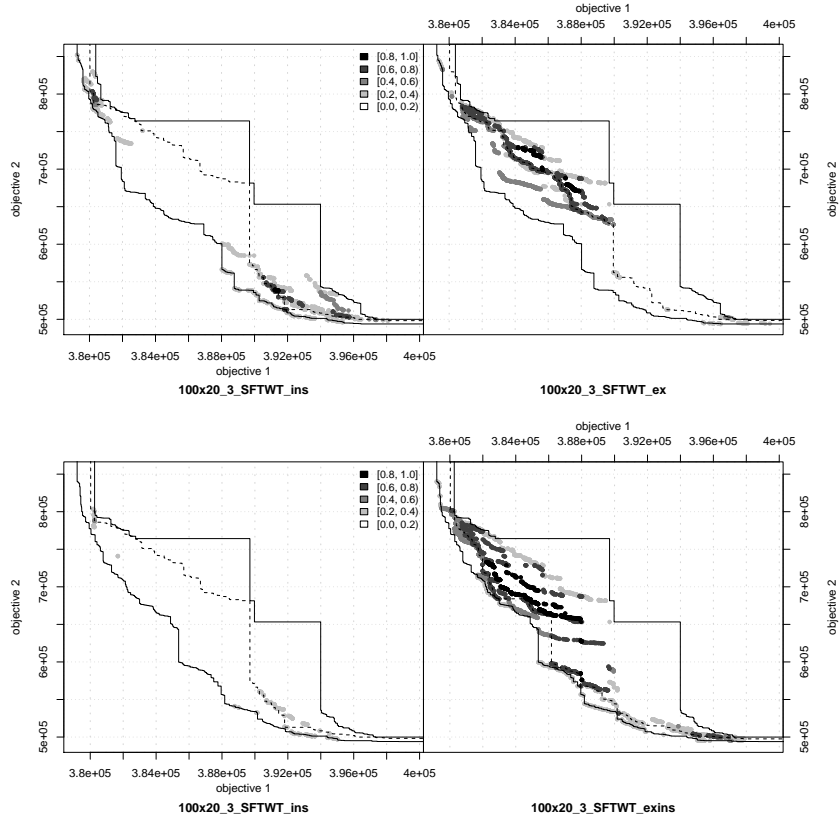 objective 1
3.8e+05 3.84e+05 3.88e+05 3.92e+05 3.96e+05 4e+05
[0.8, 1.0]
[0.6, 0.8)
[0.4, 0.6)
[0.2, 0.4)
[0.0, 0.2)
objective 2
5e+05 6e+05 7e+05 8e+05
5e+05 6e+05 7e+05 8e+05
objective 2
3.8e+05 3.84e+05 3.88e+05 3.92e+05 3.96e+05 4e+05
objective 1
100x20_3_SFTWT_ins
100x20_3_SFTWT_ex
objective 1
3.8e+05 3.84e+05 3.88e+05 3.92e+05 3.96e+05 4e+05
[0.8, 1.0]
[0.6, 0.8)
[0.4, 0.6)
[0.2, 0.4)
[0.0, 0.2)
objective 2
5e+05 6e+05 7e+05 8e+05
5e+05 6e+05 7e+05 8e+05
objective 2
3.8e+05 3.84e+05 3.88e+05 3.92e+05 3.96e+05 4e+05
objective 1
100x20_3_SFTWT_ins
100x20_3_SFTWT_exins